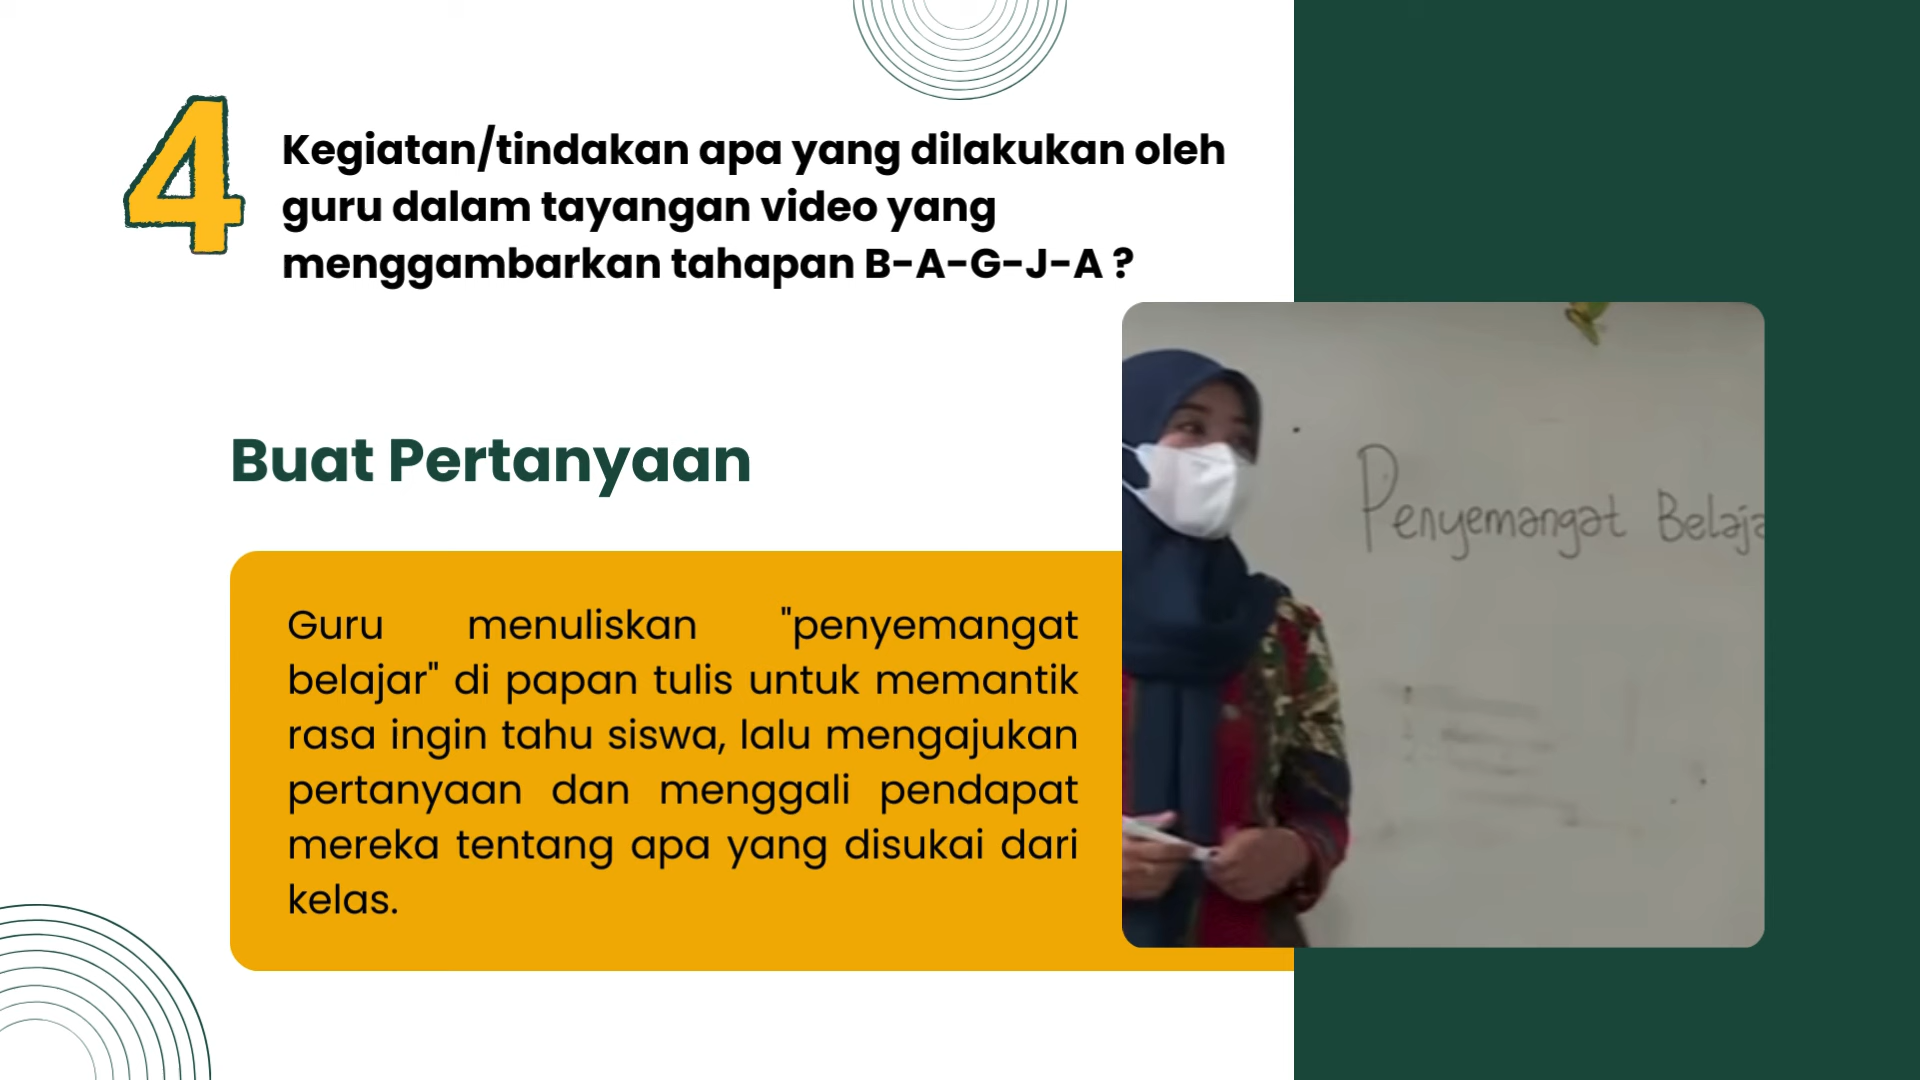 4
Kegiatan/tindakan apa yang dilakukan oleh
guru dalam tayangan video yang
menggambarkan tahapan B-A-G-J-A ?
Buat Pertanyaan
Guru menuliskan "penyemangat
belajar" di papan tulis untuk memantik
rasa ingin tahu siswa, lalu mengajukan
pertanyaan dan menggali pendapat
mereka tentang apa yang disukai dari
kelas.
Penyemangat Belaja